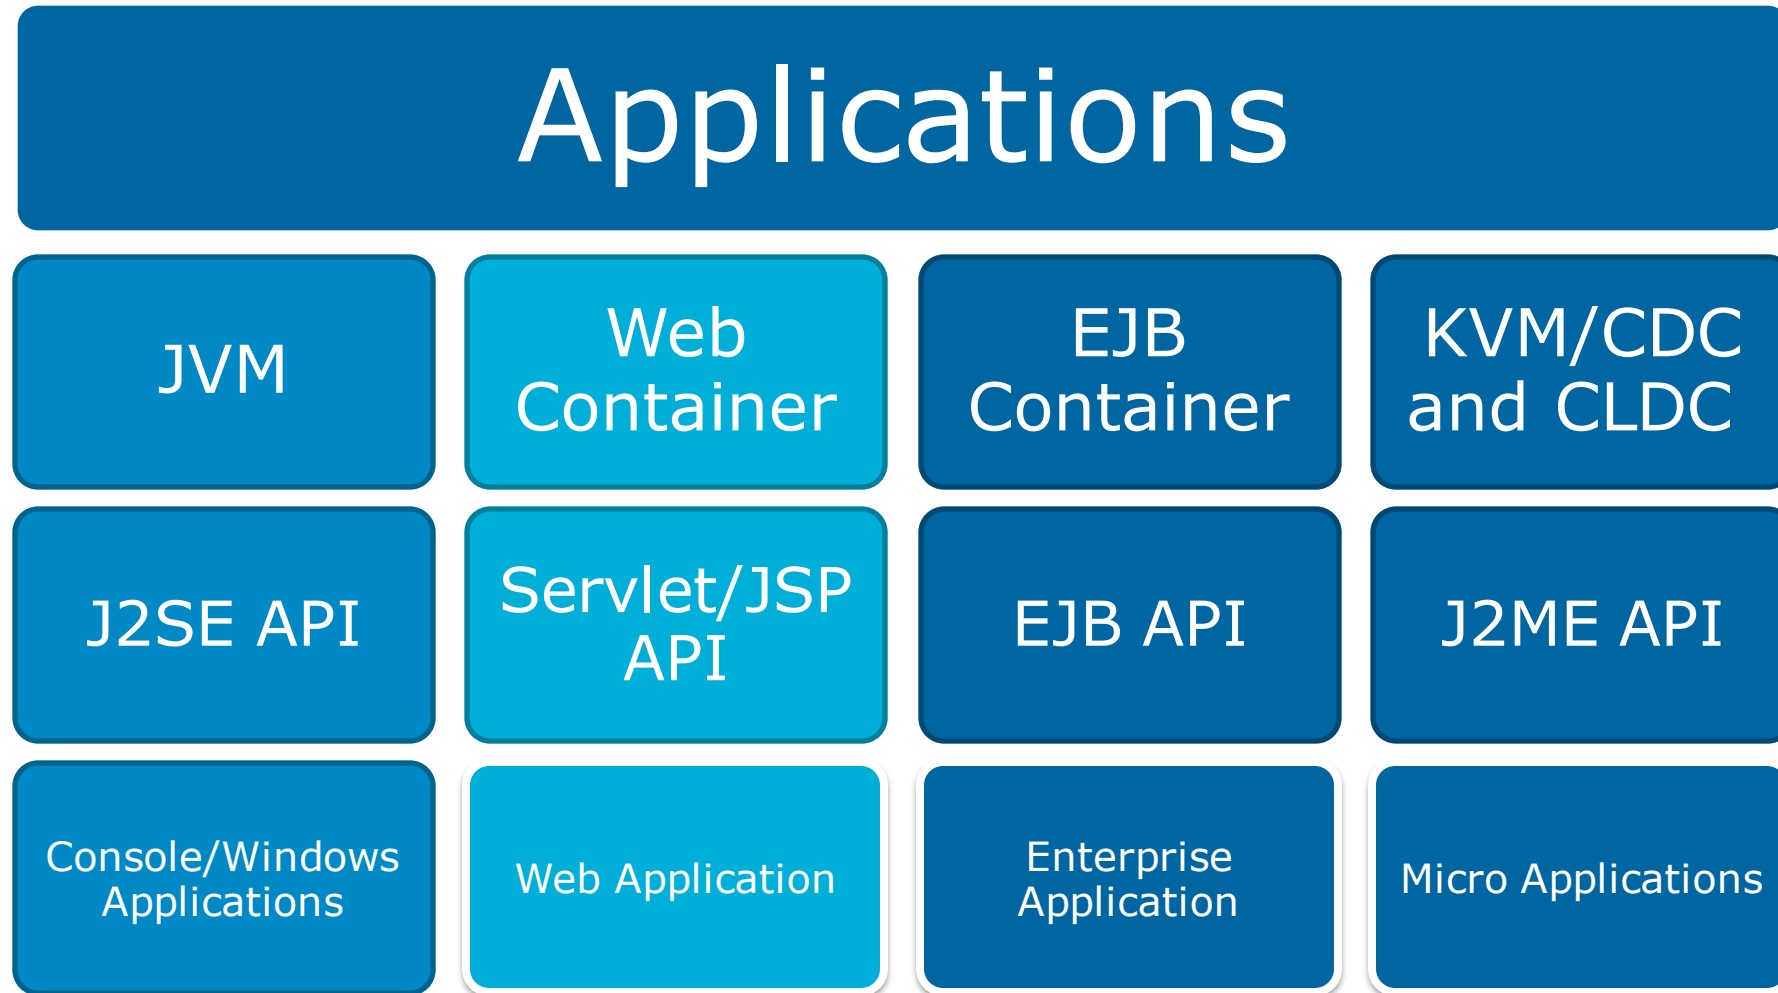 Applications
JVM
Web
Container
EJB
Container
KVM/CDC
and CLDC
J2SE API
Servlet/JSP
API
EJB API
J2ME API
Console/Windows
Applications
Web Application
Enterprise
Application
Micro Applications